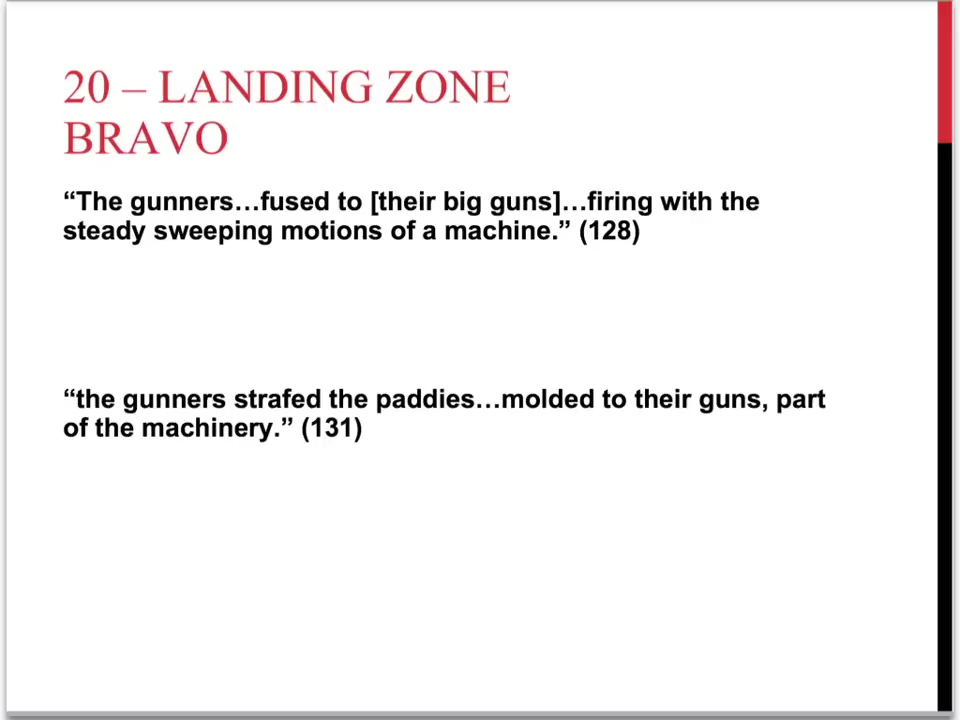 20 – LANDING ZONE
BRAVO
“The gunners…fused to [their big guns]…firing with the
steady sweeping motions of a machine.” (128)
“the gunners strafed the paddies…molded to their guns, part
of the machinery.” (131)